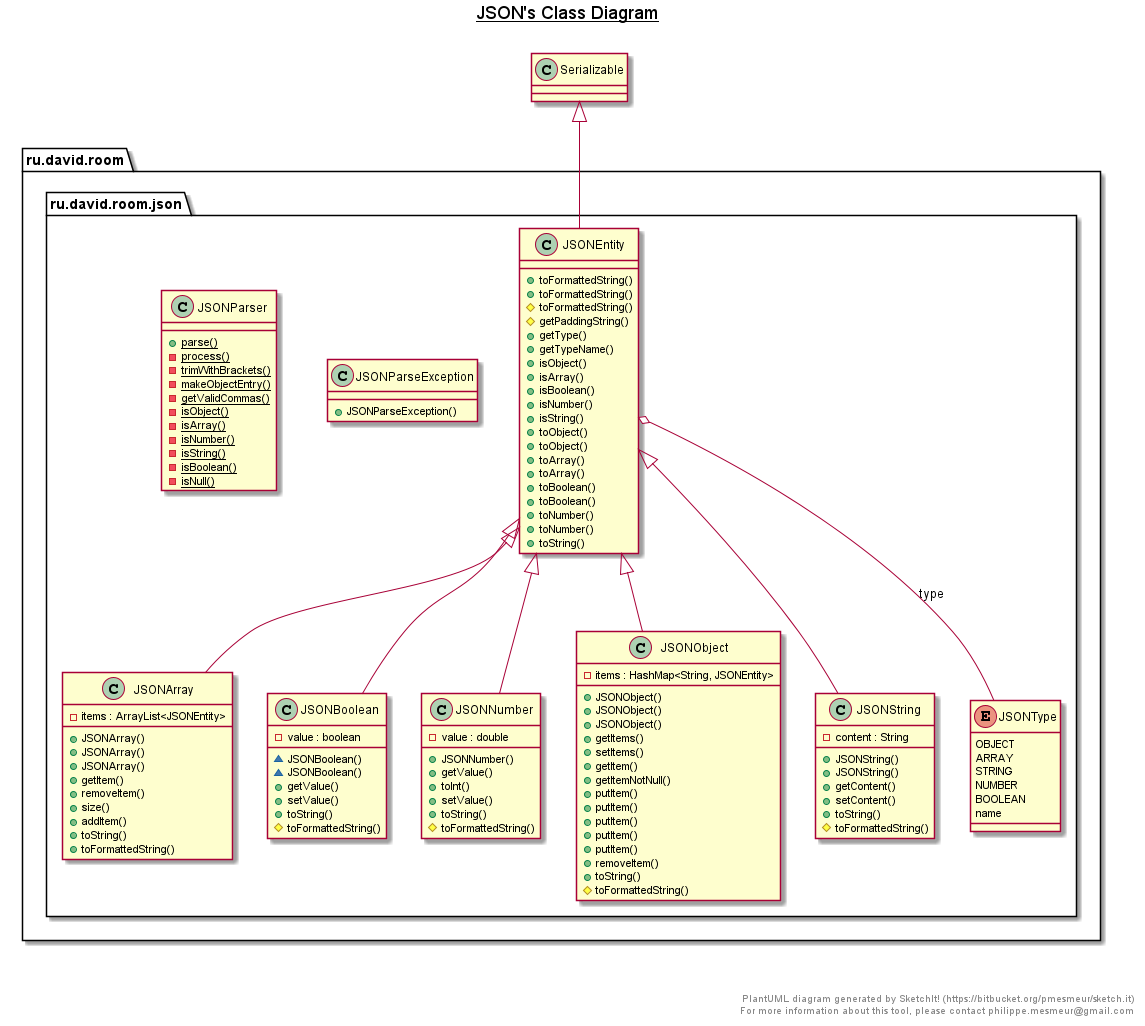 JSON's Class Diagram
C Serializable
ru.david.room
ru.david.room.json
C JSONEntity
toFormattedString()
toFormattedString()
toFormattedString()
getPaddingString()
getType()
getTypeName()
isObject()
isArray()
isBoolean()
isNumber()
isString()
toObject()
toObject()
toArray()
toArray()
toBoolean()
toBoolean()
toNumber()
toNumber()
toString()
C JSONParser
parse()
process()
trimWithBrackets()
makeObjectEntry()
getValidCommas()
isObject()
isArray()
isNumber()
isString()
isBoolean()
isNull()
C JSONParseException
JSONParseException()
type
C JSONArray
items : ArrayList<JSONEntity>
JSONArray()
JSONArray()
JSONArray()
getItem()
removeItem()
size()
addItem()
toString()
toFormattedString()
C JSONBoolean
value : boolean
JSONBoolean()
JSONBoolean()
getValue()
setValue()
toString()
toFormattedString()
C JSONNumber
value : double
JSONNumber()
getValue()
toInt()
setValue()
toString()
toFormattedString()
C JSONObject
items : HashMap<String, JSONEntity>
JSONObject()
JSONObject()
JSONObject()
getItems()
setItems()
getItem()
getItemNotNull()
putItem()
putItem()
putItem()
putItem()
putItem()
removeItem()
toString()
toFormattedString()
C JSONString
content : String
JSONString()
JSONString()
getContent()
setContent()
toString()
toFormattedString()
E JSONType
OBJECT
ARRAY
STRING
NUMBER
BOOLEAN
name
PlantUML diagram generated by SketchIt! (https://bitbucket.org/pmesmeur/sketch.it)
For more information about this tool, please contact philippe.mesmeur@gmail.com